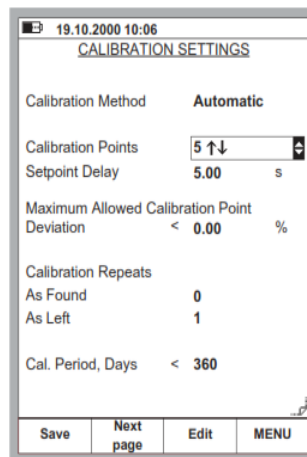 19.10.2000 10:06
CALIBRATION SETTINGS
Calibration Method Automatic
Calibration Points 5 ↑↓
Setpoint Delay 5.00 s
Maximum Allowed Calibration Point
Deviation < 0.00 %
Calibration Repeats
As Found 0
As Left 1
Cal. Period, Days < 360
Save Next page Edit MENU